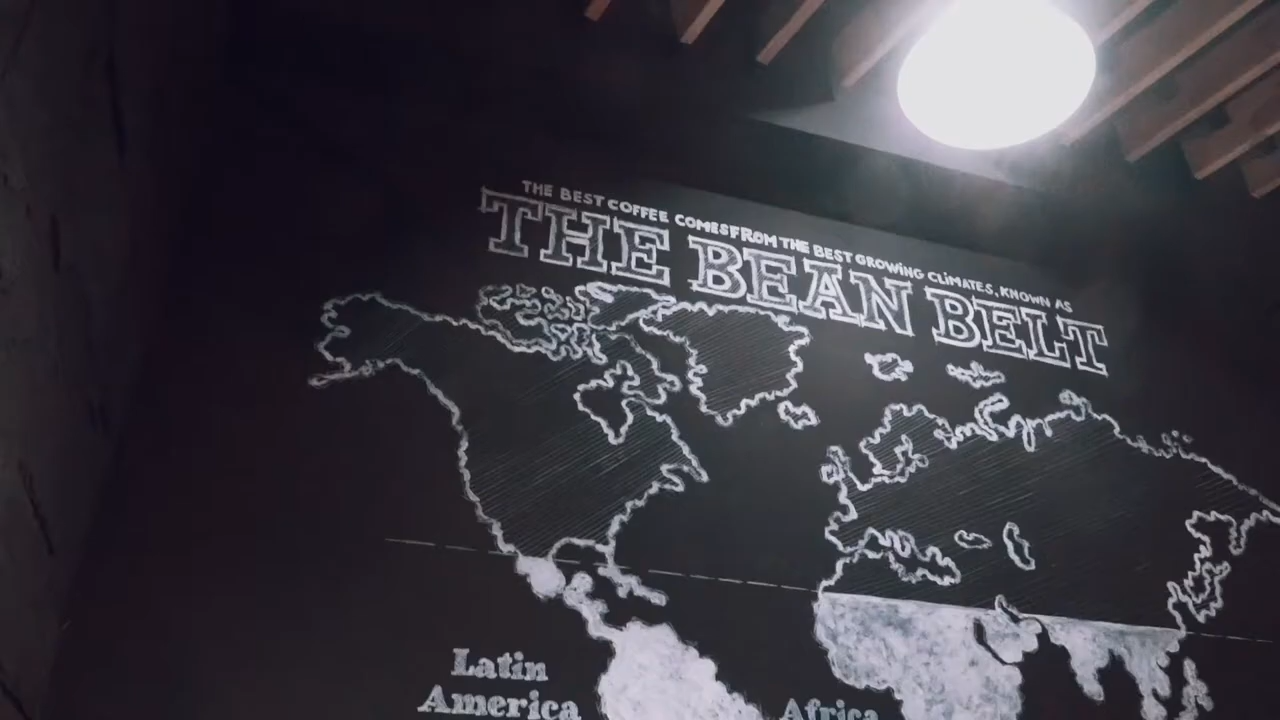 THE BEST COFFEE COMES FROM THE BEST GROWING CLIMATES, KNOWN AS
THE BEAN BELT
Latin
America
Africa